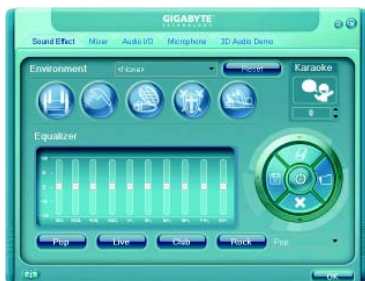 GIGABYTE
TECHNOLOGY
Sound Effect Mixer Audio I/O Microphone 3D Audio Demo
Environment <None> Reset Karaoke
0
Equalizer
Pop Live Club Rock Pop
OK